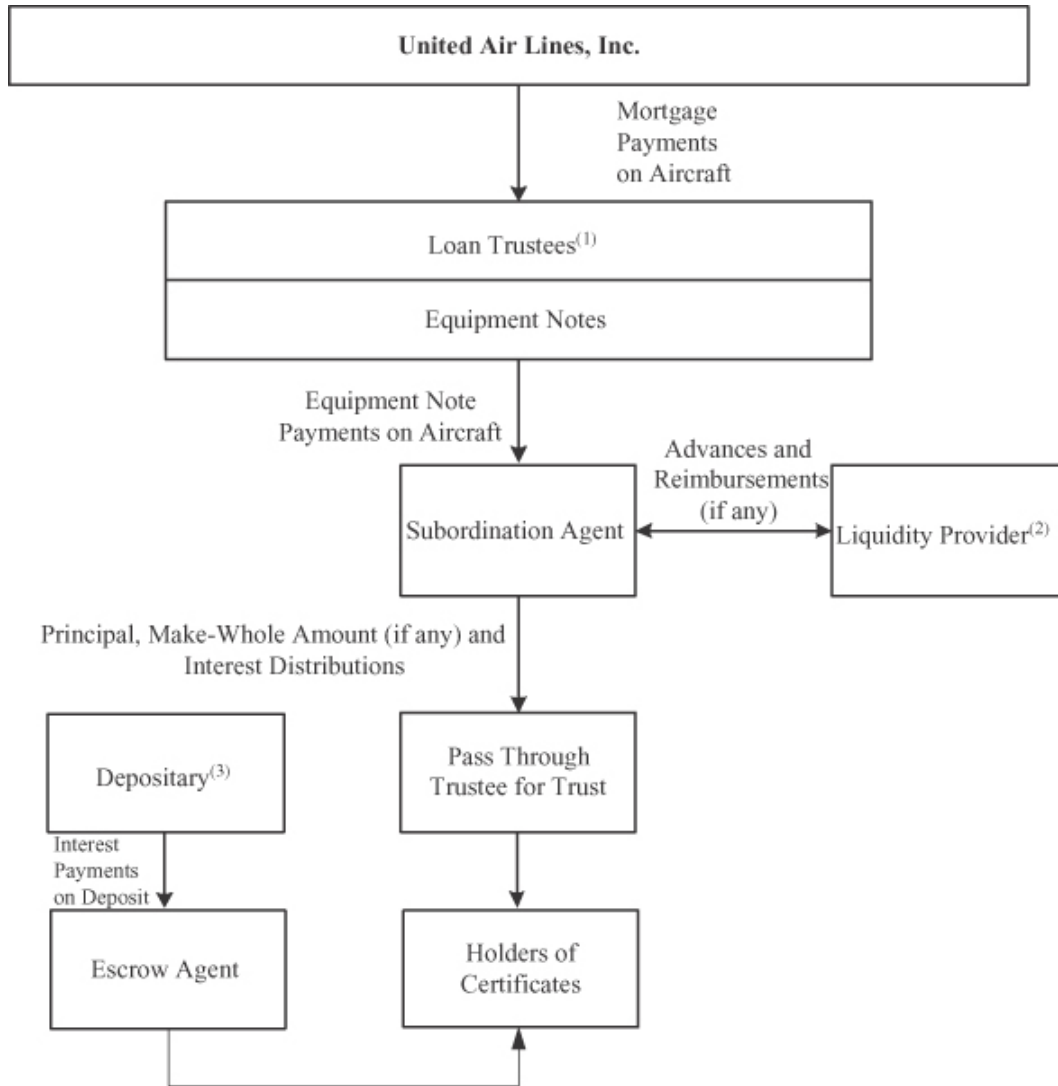 United Air Lines, Inc.
Mortgage
Payments
on Aircraft
Loan Trustees(1)
Equipment Notes
Equipment Note
Payments on Aircraft
Advances and
Reimbursements
(if any)
Subordination Agent
Liquidity Provider(2)
Principal, Make-Whole Amount (if any) and
Interest Distributions
Depositary(3)
Pass Through
Trustee for Trust
Interest
Payments
on Deposit
Escrow Agent
Holders of
Certificates